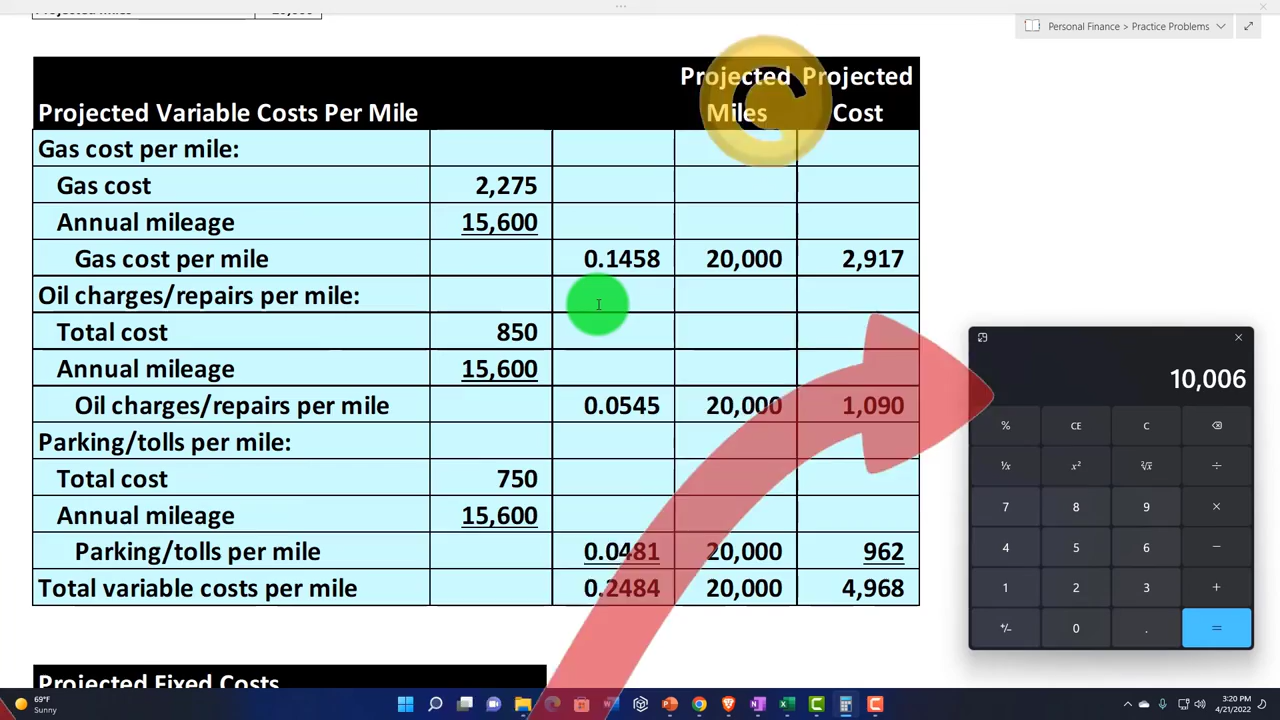 Personal Finance > Practice Problems
Projected Variable Costs Per Mile Projected Miles Projected Cost
Gas cost per mile:
Gas cost 2,275
Annual mileage 15,600
Gas cost per mile 0.1458 20,000 2,917
Oil charges/repairs per mile:
Total cost 850
Annual mileage 15,600
Oil charges/repairs per mile 0.0545 20,000 1,090
Parking/tolls per mile:
Total cost 750
Annual mileage 15,600
Parking/tolls per mile 0.0481 20,000 962
Total variable costs per mile 0.2484 20,000 4,968
Projected Fixed Costs
10,006
% CE C
¹/x x² ÷
7 8 9 ×
4 5 6 −
1 2 3 +
+/− 0 . =
69°F
Sunny
3:20 PM
4/21/2022